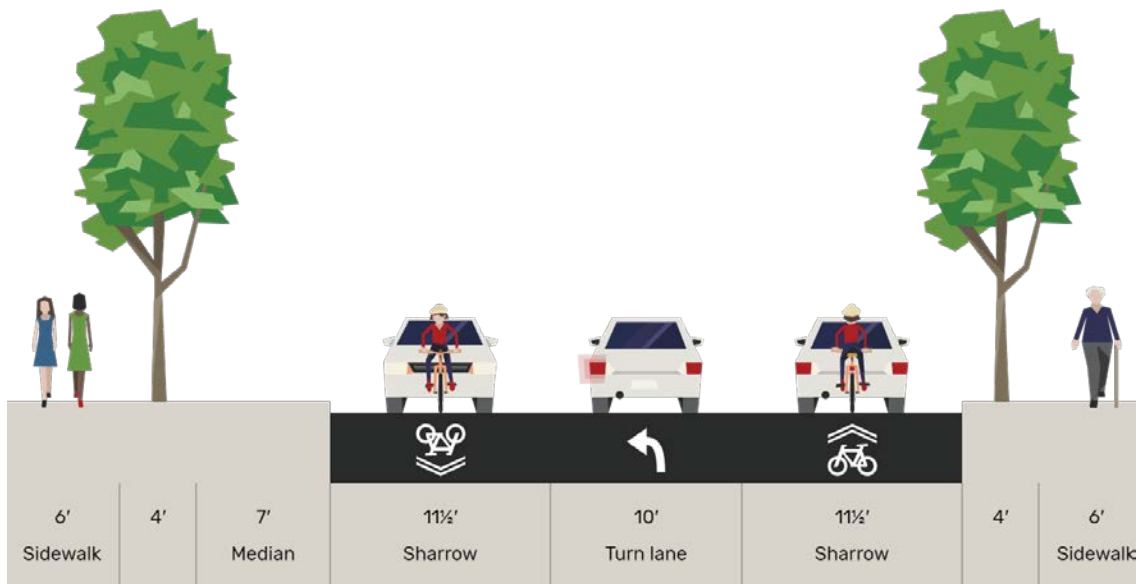 6′ 4′ 7′ 11½′ 10′ 11½′ 4′ 6′
Sidewalk Median Sharrow Turn lane Sharrow Sidewalk